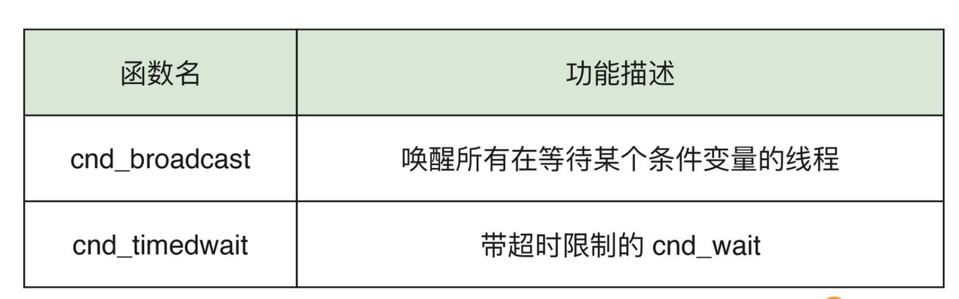 函数名 功能描述
cnd_broadcast 唤醒所有在等待某个条件变量的线程
cnd_timedwait 带超时限制的 cnd_wait